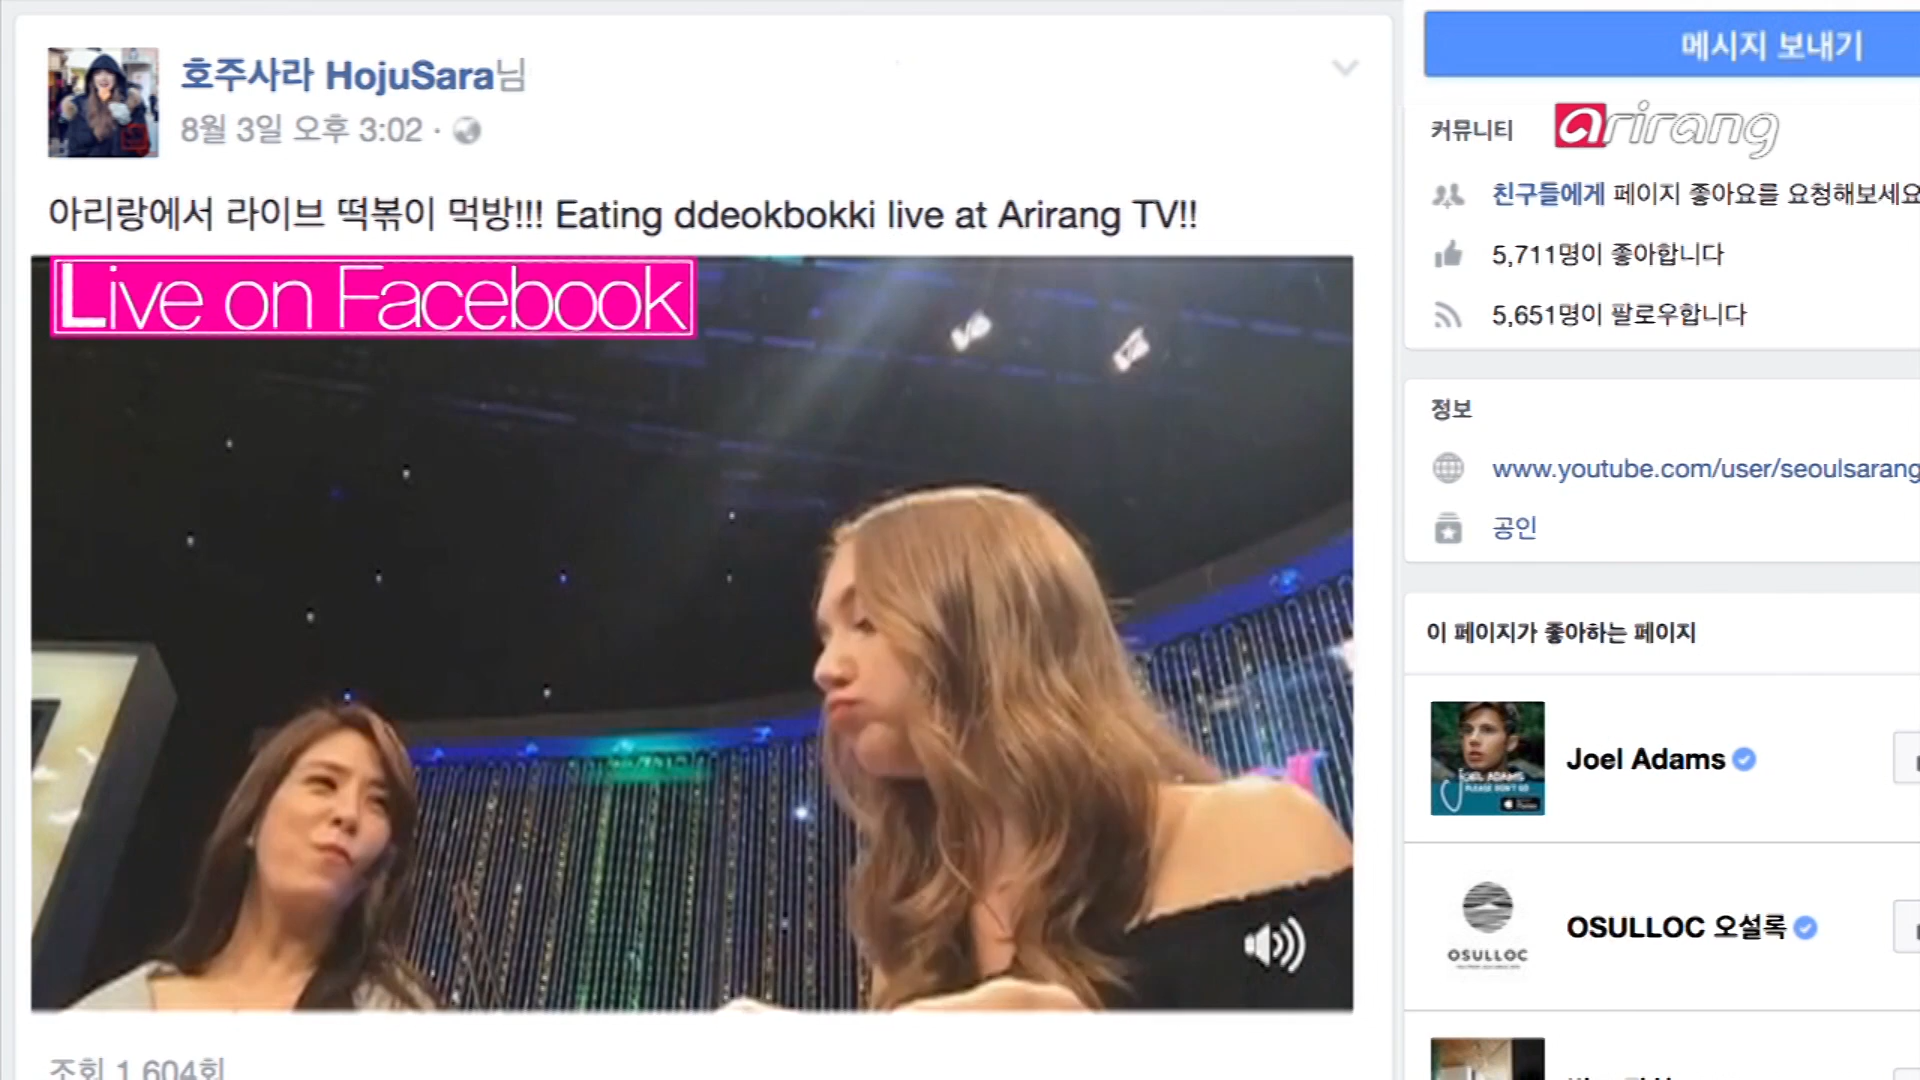 호주사라 HojuSara님
8월 3일 오후 3:02 ·
아리랑에서 라이브 떡볶이 먹방!!! Eating ddeokbokki live at Arirang TV!!
Live on Facebook
조회 1,604회
메시지 보내기
커뮤니티
arirang
친구들에게 페이지 좋아요를 요청해보세요
5,711명이 좋아합니다
5,651명이 팔로우합니다
정보
www.youtube.com/user/seoulsarang
공인
이 페이지가 좋아하는 페이지
JOEL ADAMS
PLEASE DON'T GO
Joel Adams
OSULLOC
OSULLOC 오설록